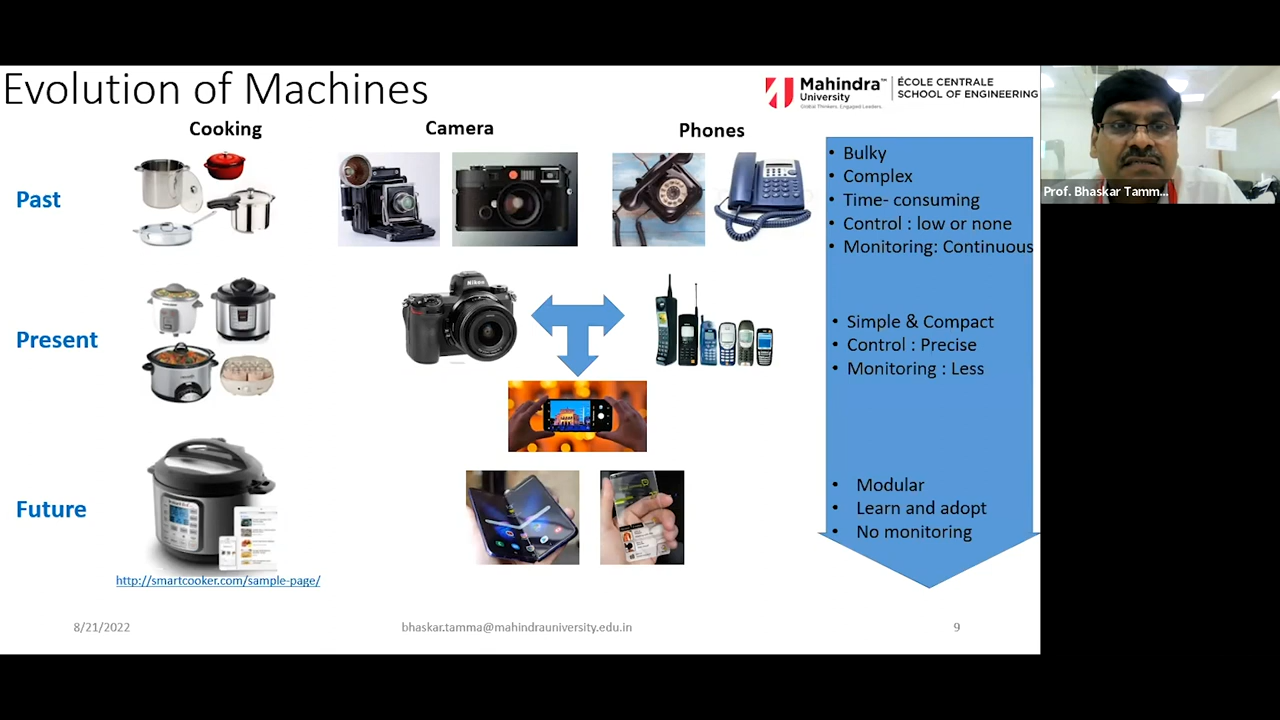 Evolution of Machines
Mahindra™
University
Global Thinkers. Engaged Leaders.
ÉCOLE CENTRALE
SCHOOL OF ENGINEERING
Cooking
Camera
Phones
Past
• Bulky
• Complex
• Time- consuming
• Control : low or none
• Monitoring: Continuous
Prof. Bhaskar Tamm...
Present
Nikon
• Simple & Compact
• Control : Precise
• Monitoring : Less
Future
• Modular
• Learn and adopt
• No monitoring
http://smartcooker.com/sample-page/
8/21/2022
bhaskar.tamma@mahindrauniversity.edu.in
9